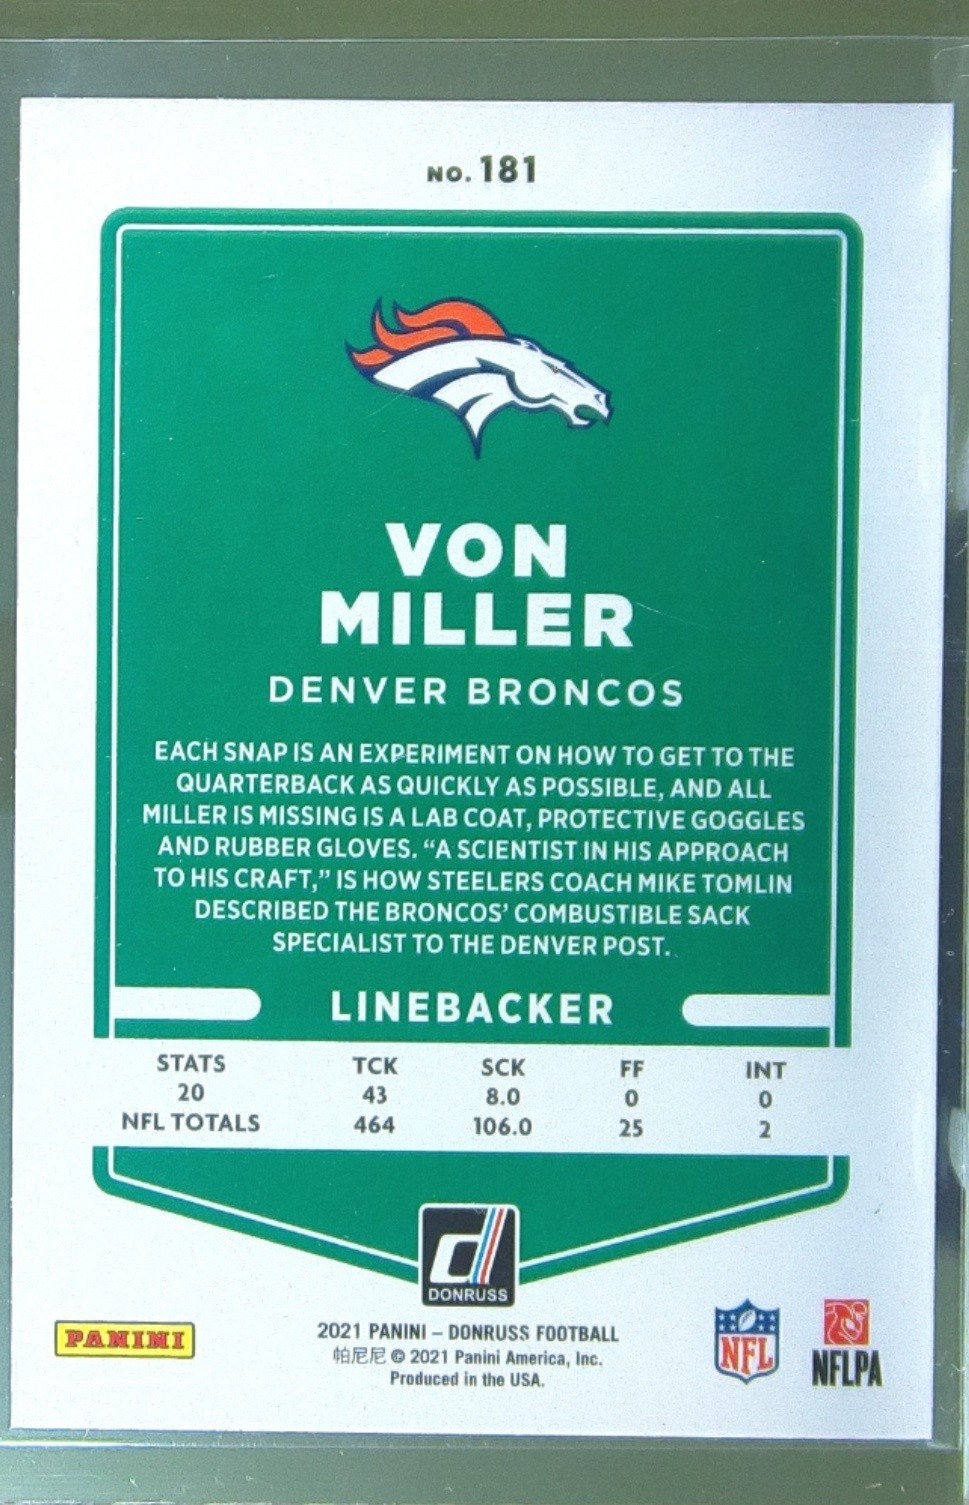 NO. 181
VON
MILLER
DENVER BRONCOS
EACH SNAP IS AN EXPERIMENT ON HOW TO GET TO THE
QUARTERBACK AS QUICKLY AS POSSIBLE, AND ALL
MILLER IS MISSING IS A LAB COAT, PROTECTIVE GOGGLES
AND RUBBER GLOVES. “A SCIENTIST IN HIS APPROACH
TO HIS CRAFT,” IS HOW STEELERS COACH MIKE TOMLIN
DESCRIBED THE BRONCOS’ COMBUSTIBLE SACK
SPECIALIST TO THE DENVER POST.
LINEBACKER
STATS TCK SCK FF INT
20 43 8.0 0 0
NFL TOTALS 464 106.0 25 2
d
DONRUSS
PANINI
2021 PANINI – DONRUSS FOOTBALL
帕尼尼 © 2021 Panini America, Inc.
Produced in the USA.
NFL
NFLPA